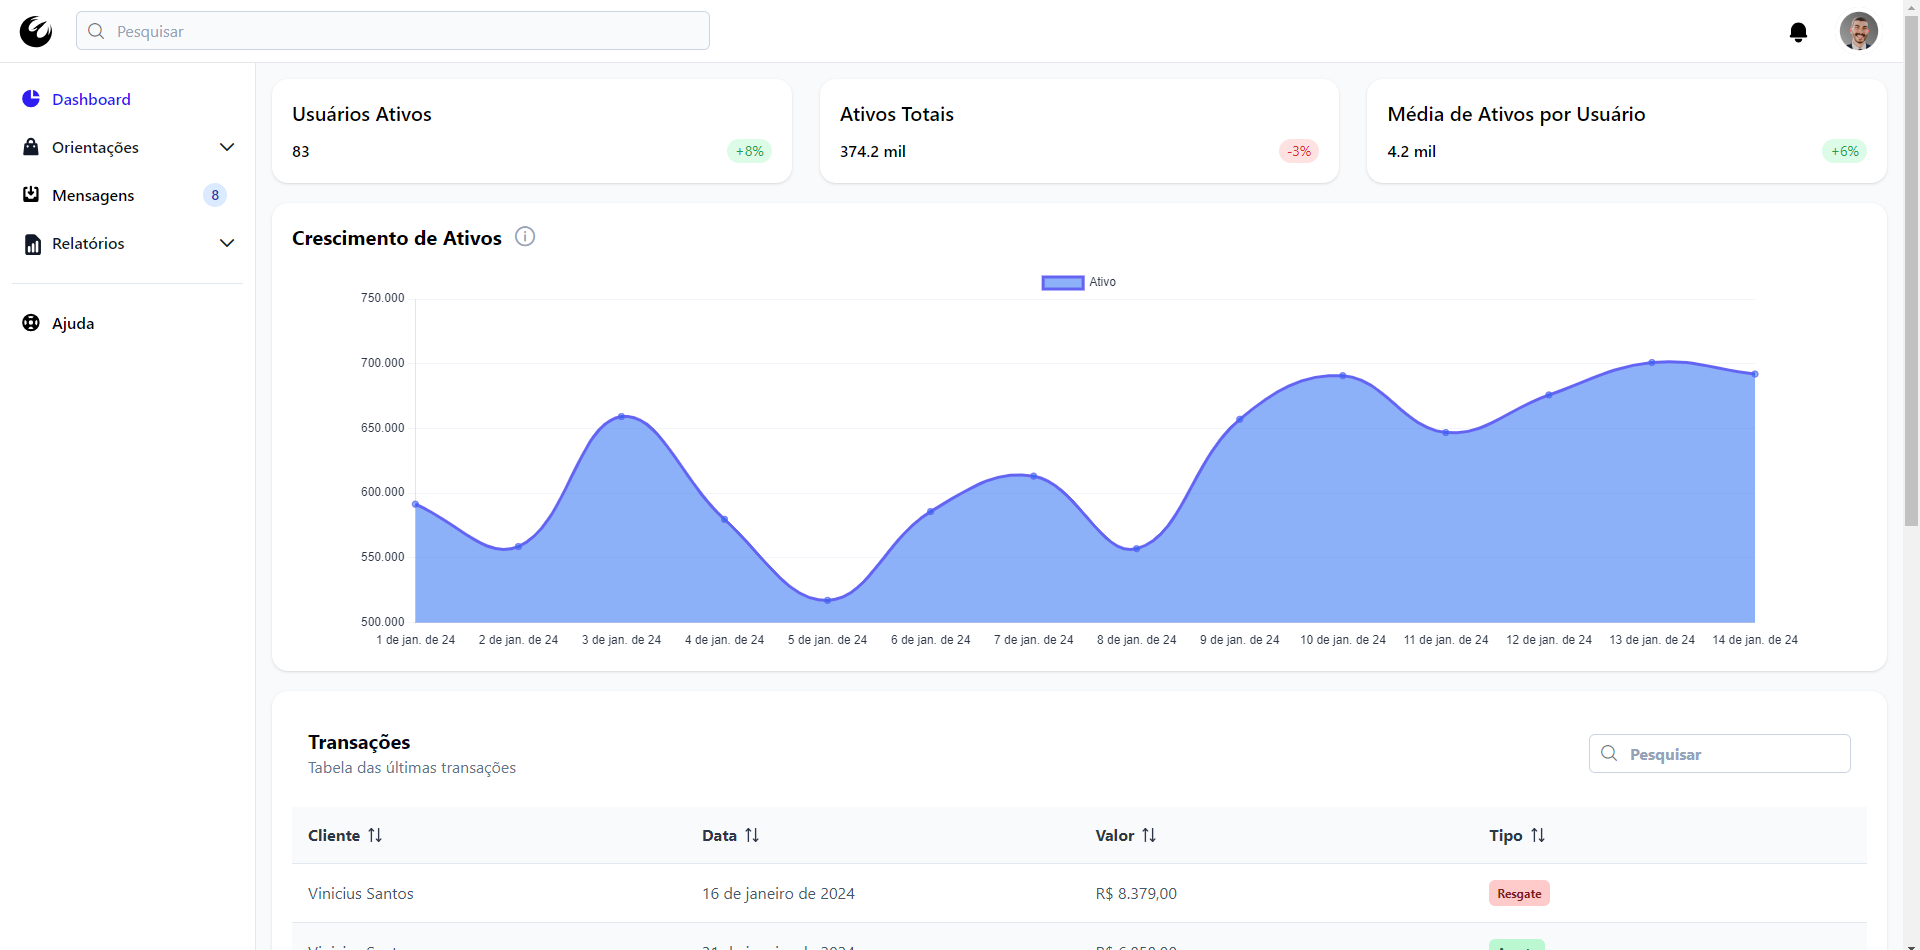 Pesquisar
Dashboard
Orientações
Mensagens 8
Relatórios
Ajuda
Usuários Ativos
83 +8%
Ativos Totais
374.2 mil -3%
Média de Ativos por Usuário
4.2 mil +6%
Crescimento de Ativos
Ativo
750.000
700.000
650.000
600.000
550.000
500.000
1 de jan. de 24 2 de jan. de 24 3 de jan. de 24 4 de jan. de 24 5 de jan. de 24 6 de jan. de 24 7 de jan. de 24 8 de jan. de 24 9 de jan. de 24 10 de jan. de 24 11 de jan. de 24 12 de jan. de 24 13 de jan. de 24 14 de jan. de 24
Transações
Tabela das últimas transações
Pesquisar
Cliente Data Valor Tipo
Vinicius Santos 16 de janeiro de 2024 R$ 8.379,00 Resgate